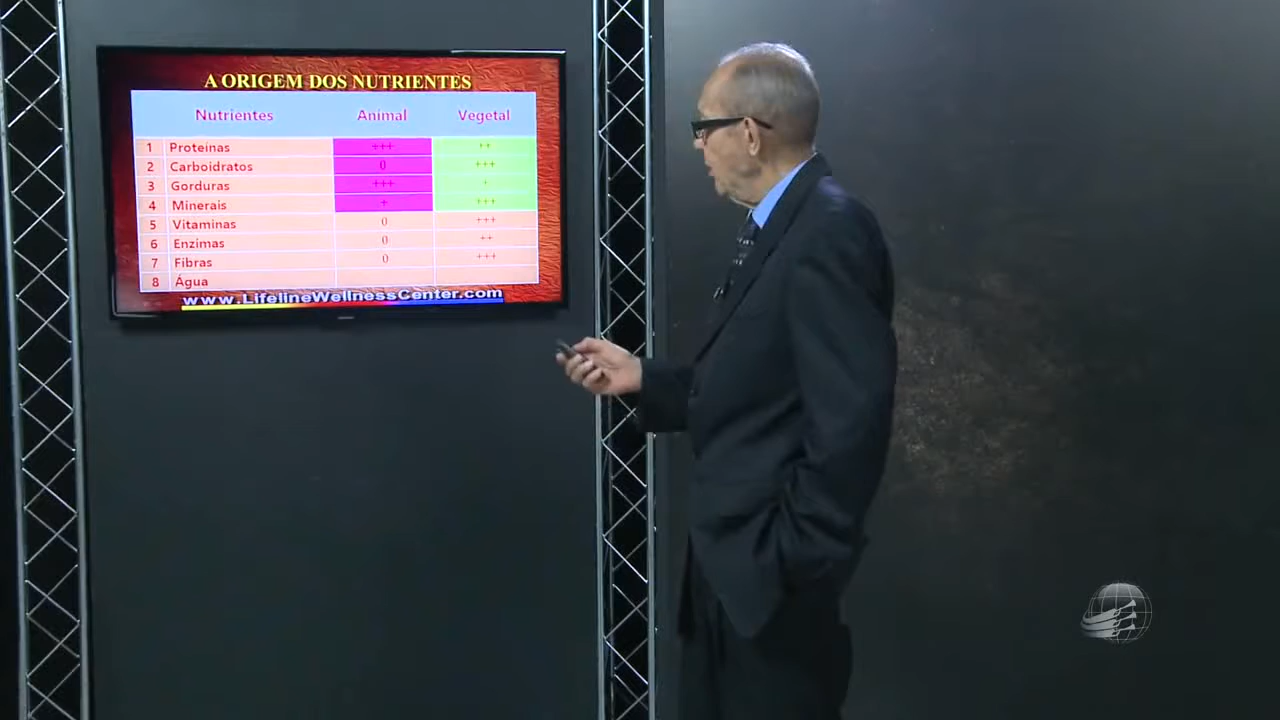 A ORIGEM DOS NUTRIENTES
Nutrientes Animal Vegetal
1 Proteínas +++ ++
2 Carboidratos 0 +++
3 Gorduras +++ +
4 Minerais + +++
5 Vitaminas 0 +++
6 Enzimas 0 ++
7 Fibras 0 +++
8 Água
www.LifelineWellnessCenter.com